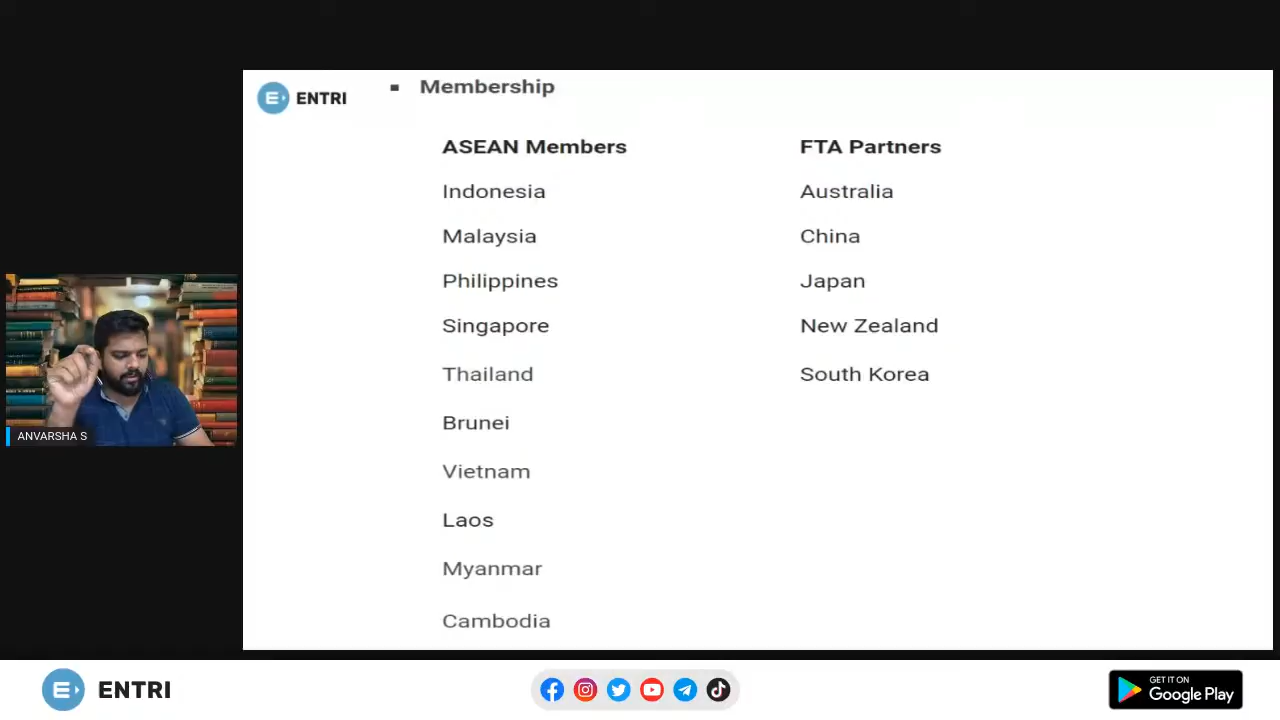 ENTRI
Membership
ASEAN Members
FTA Partners
Indonesia
Australia
Malaysia
China
Philippines
Japan
Singapore
New Zealand
Thailand
South Korea
Brunei
Vietnam
Laos
Myanmar
Cambodia
ANVARSHA S
ENTRI
GET IT ON
Google Play